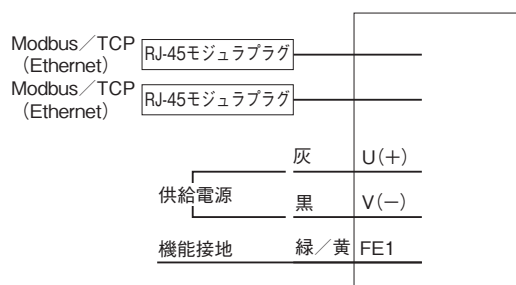 Modbus／TCP
（Ethernet）
RJ-45モジュラプラグ
Modbus／TCP
（Ethernet）
RJ-45モジュラプラグ
供給電源
灰 U（＋）
黒 V（－）
機能接地 緑／黄 FE1